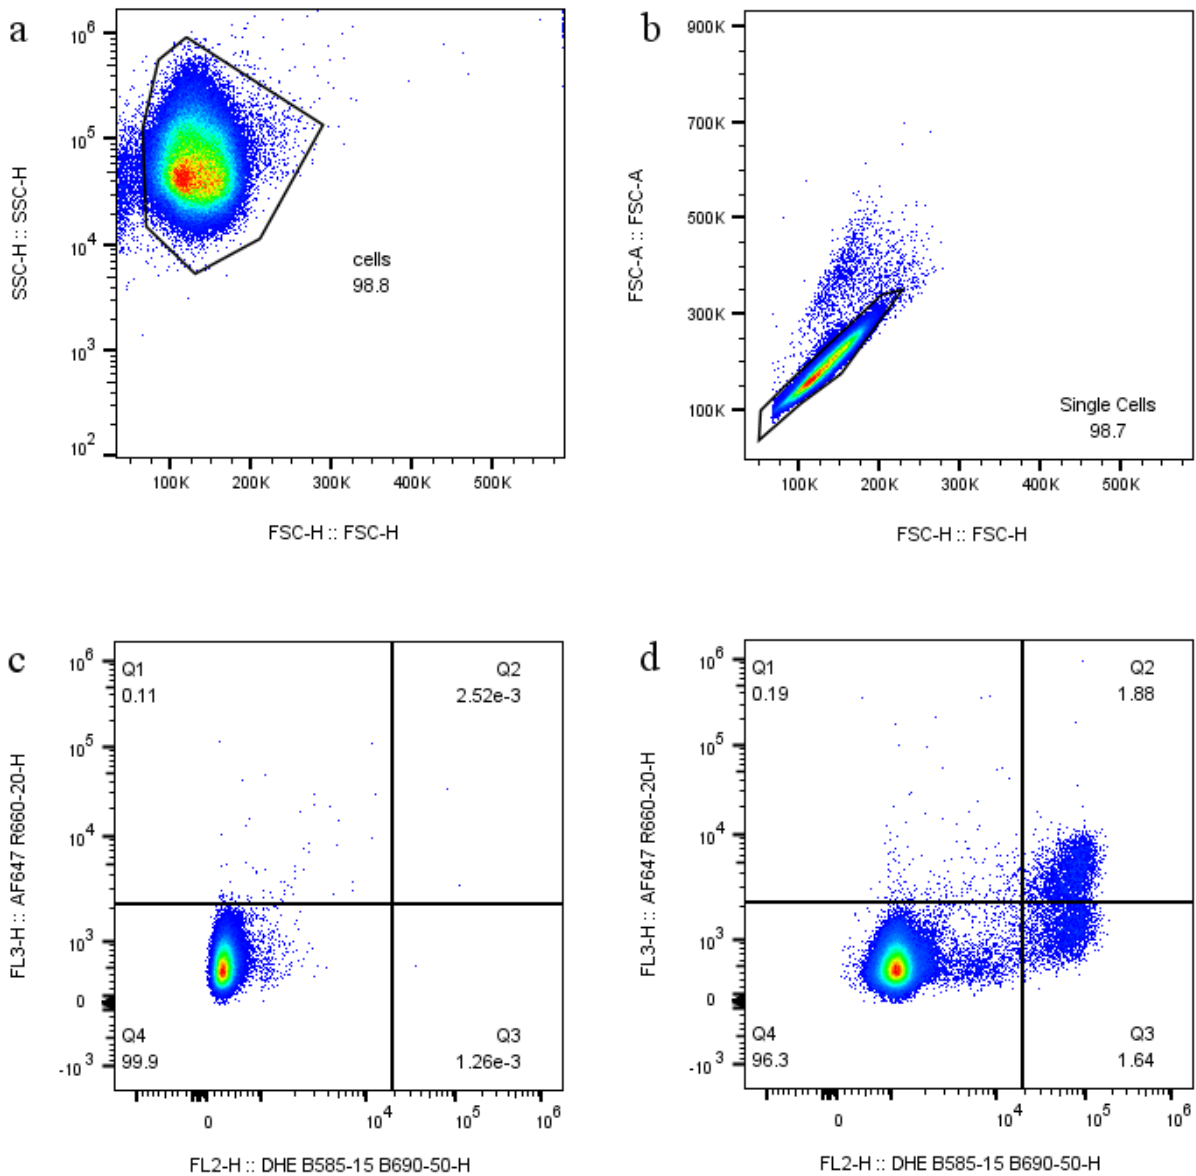 a
10^6
10^5
10^4
10^3
10^2
SSC-H :: SSC-H
cells
98.8
100K 200K 300K 400K 500K
FSC-H :: FSC-H
b
900K
700K
500K
300K
100K
FSC-A :: FSC-A
Single Cells
98.7
100K 200K 300K 400K 500K
FSC-H :: FSC-H
c
10^6
10^5
10^4
10^3
0
-10^3
FL3-H :: AF647 R660-20-H
Q1
0.11
Q2
2.52e-3
Q4
99.9
Q3
1.26e-3
0 10^4 10^5 10^6
FL2-H :: DHE B585-15 B690-50-H
d
10^6
10^5
10^4
10^3
0
-10^3
FL3-H :: AF647 R660-20-H
Q1
0.19
Q2
1.88
Q4
96.3
Q3
1.64
0 10^4 10^5 10^6
FL2-H :: DHE B585-15 B690-50-H